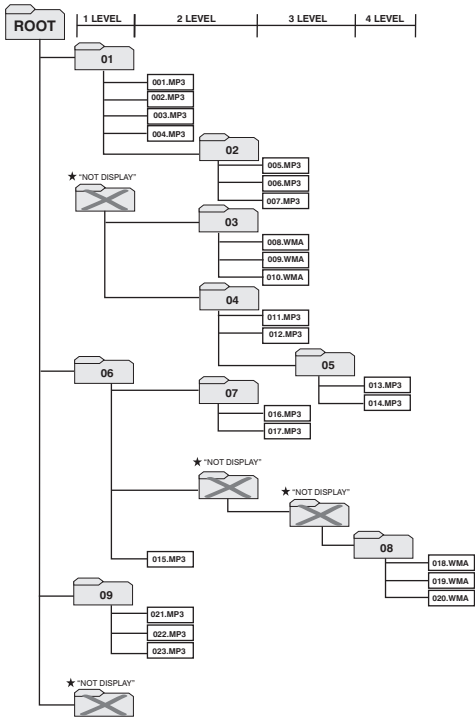 ROOT
1 LEVEL 2 LEVEL 3 LEVEL 4 LEVEL
01
001.MP3
002.MP3
003.MP3
004.MP3
02
005.MP3
006.MP3
007.MP3
★ "NOT DISPLAY"
03
008.WMA
009.WMA
010.WMA
04
011.MP3
012.MP3
05
013.MP3
014.MP3
06
07
016.MP3
017.MP3
★ "NOT DISPLAY"
★ "NOT DISPLAY"
08
018.WMA
019.WMA
020.WMA
015.MP3
09
021.MP3
022.MP3
023.MP3
★ "NOT DISPLAY"